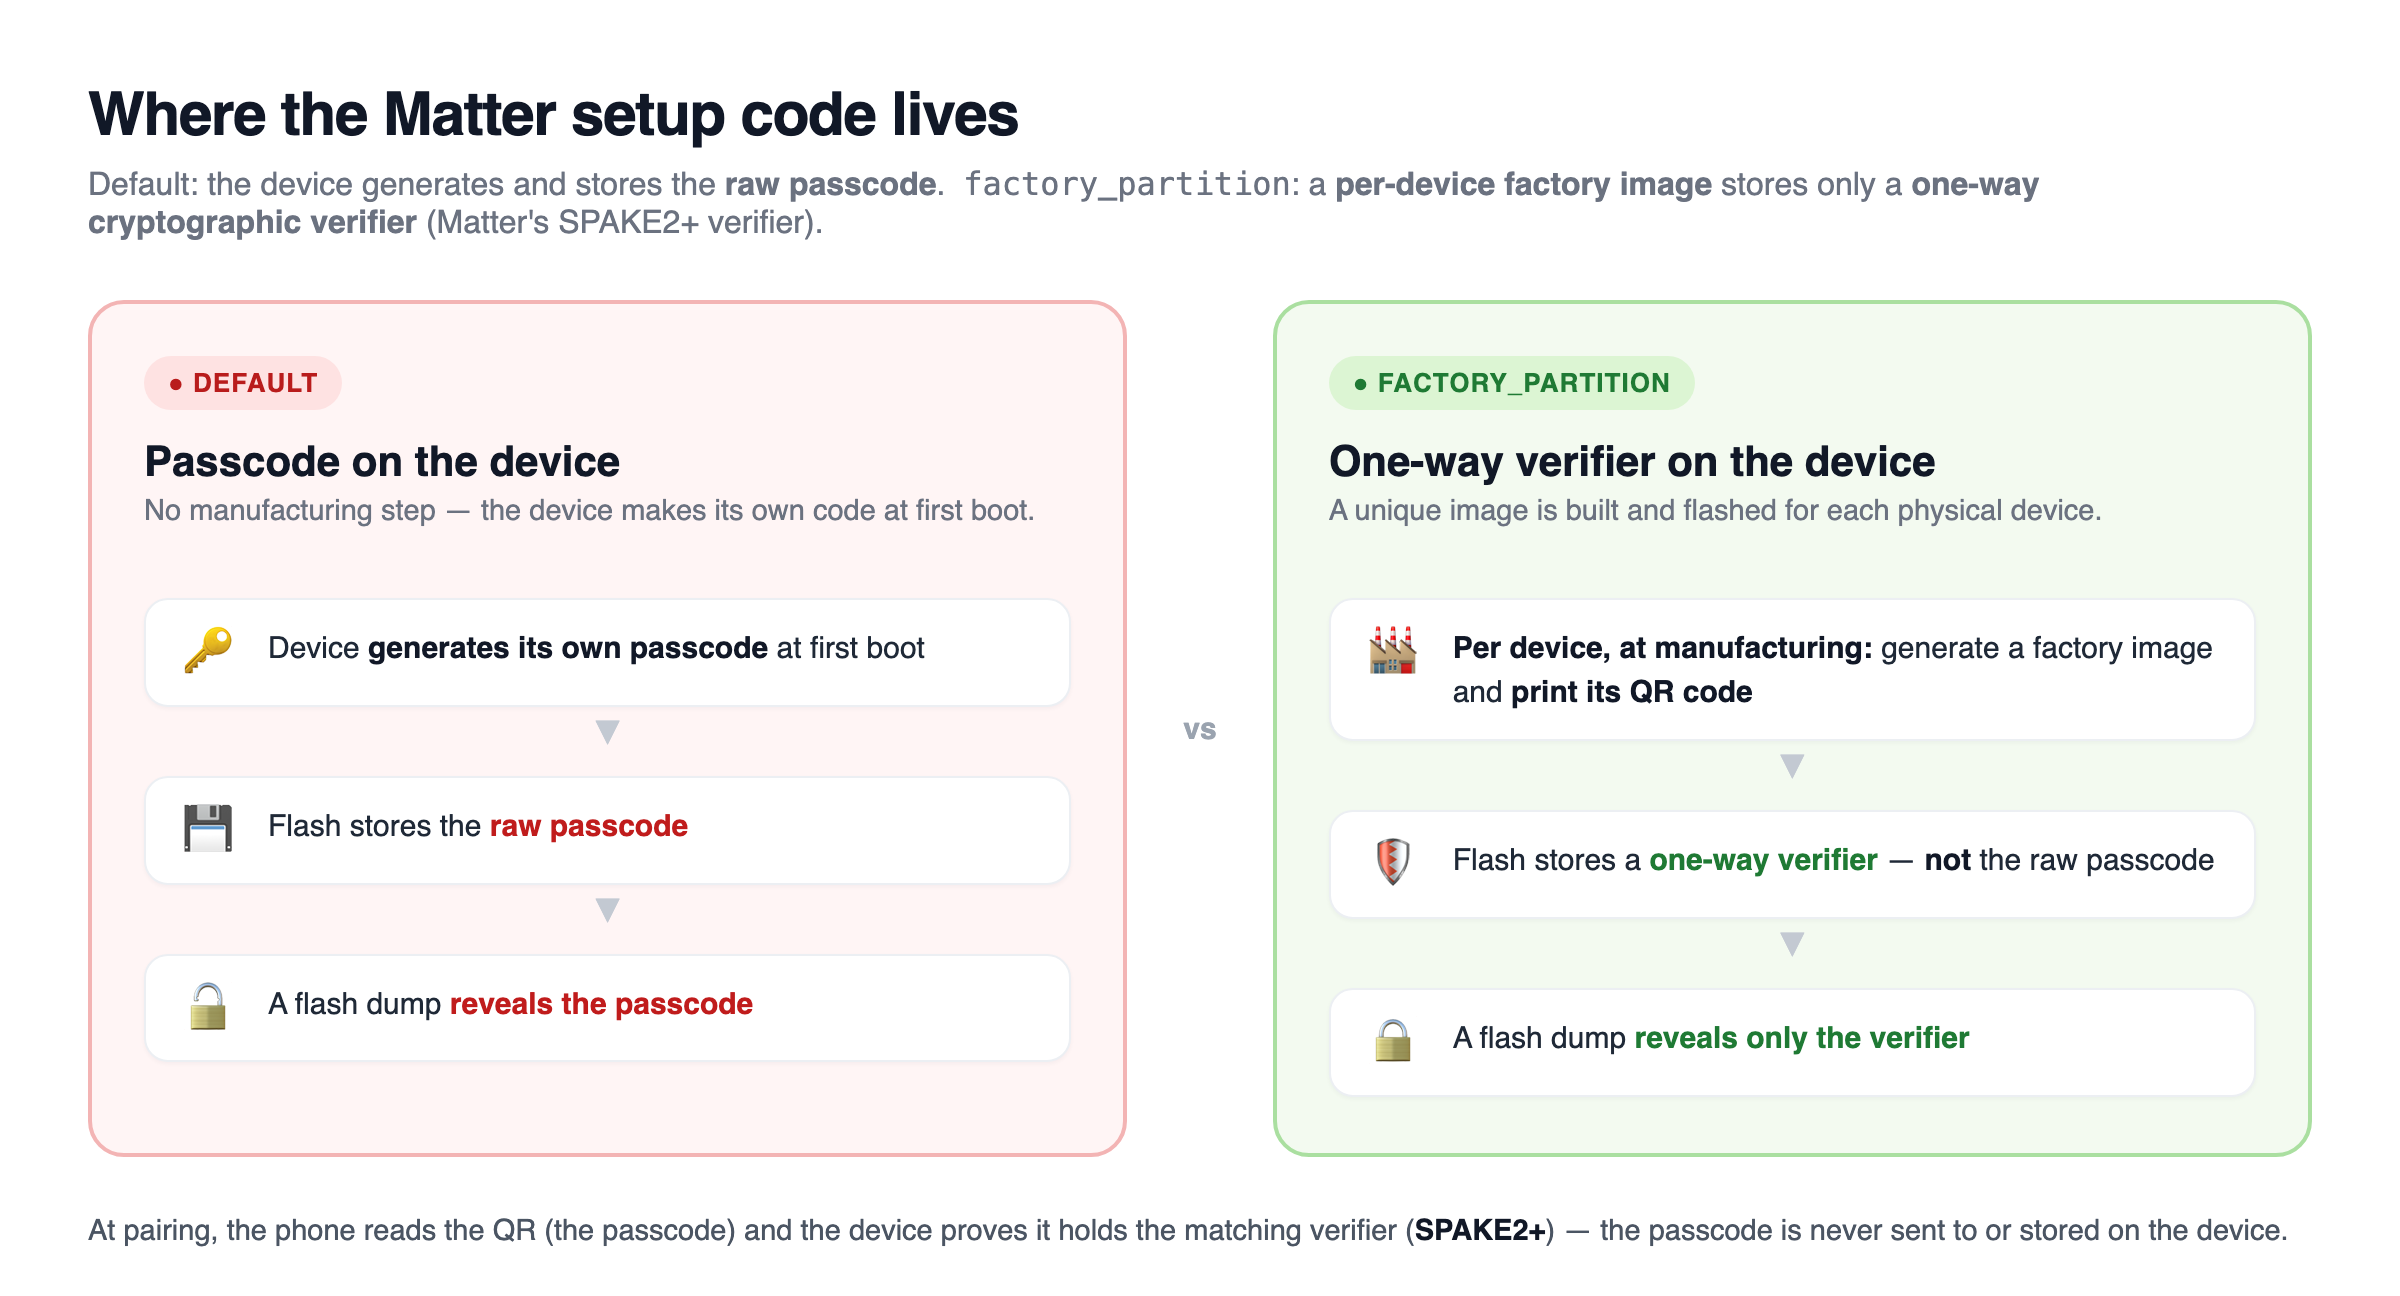 Where the Matter setup code lives
Default: the device generates and stores the raw passcode. factory_partition: a per-device factory image stores only a one-way
cryptographic verifier (Matter's SPAKE2+ verifier).
● DEFAULT
Passcode on the device
No manufacturing step — the device makes its own code at first boot.
Device generates its own passcode at first boot
▼
Flash stores the raw passcode
▼
A flash dump reveals the passcode
vs
● FACTORY_PARTITION
One-way verifier on the device
A unique image is built and flashed for each physical device.
Per device, at manufacturing: generate a factory image
and print its QR code
▼
Flash stores a one-way verifier — not the raw passcode
▼
A flash dump reveals only the verifier
At pairing, the phone reads the QR (the passcode) and the device proves it holds the matching verifier (SPAKE2+) — the passcode is never sent to or stored on the device.